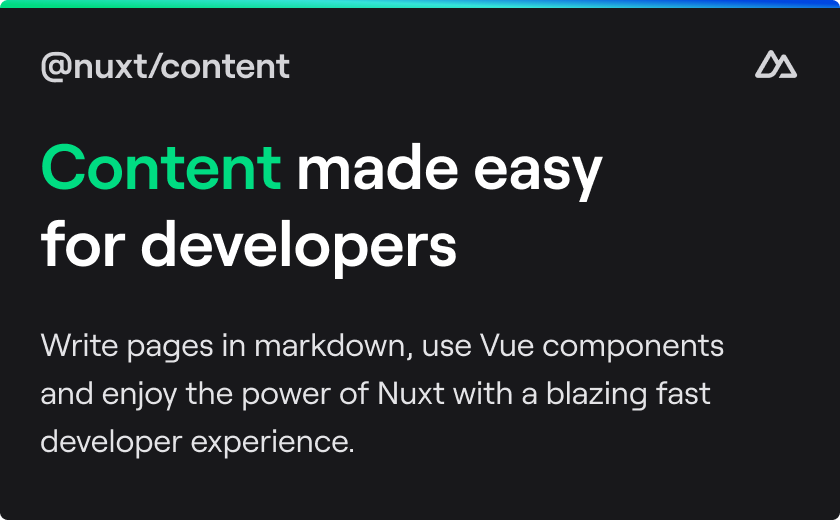 @nuxt/content
Content made easy
for developers
Write pages in markdown, use Vue components
and enjoy the power of Nuxt with a blazing fast
developer experience.